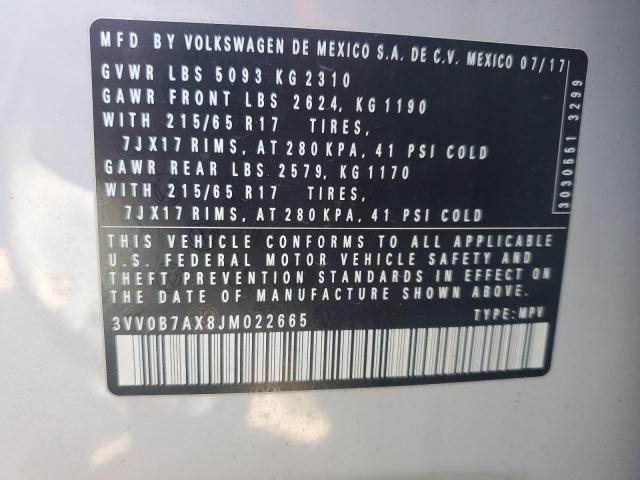 MFD BY VOLKSWAGEN DE MEXICO S.A. DE C.V. MEXICO 07/17
GVWR LBS 5093 KG 2310
GAWR FRONT LBS 2624, KG 1190
WITH 215/65 R17 TIRES,
7JX17 RIMS, AT 280 KPA, 41 PSI COLD
GAWR REAR LBS 2579, KG 1170
WITH 215/65 R17 TIRES,
7JX17 RIMS, AT 280 KPA, 41 PSI COLD
THIS VEHICLE CONFORMS TO ALL APPLICABLE
U.S. FEDERAL MOTOR VEHICLE SAFETY AND
THEFT PREVENTION STANDARDS IN EFFECT ON
THE DATE OF MANUFACTURE SHOWN ABOVE.
3VV0B7AX8JM022665 TYPE: MPV
3030551 3299